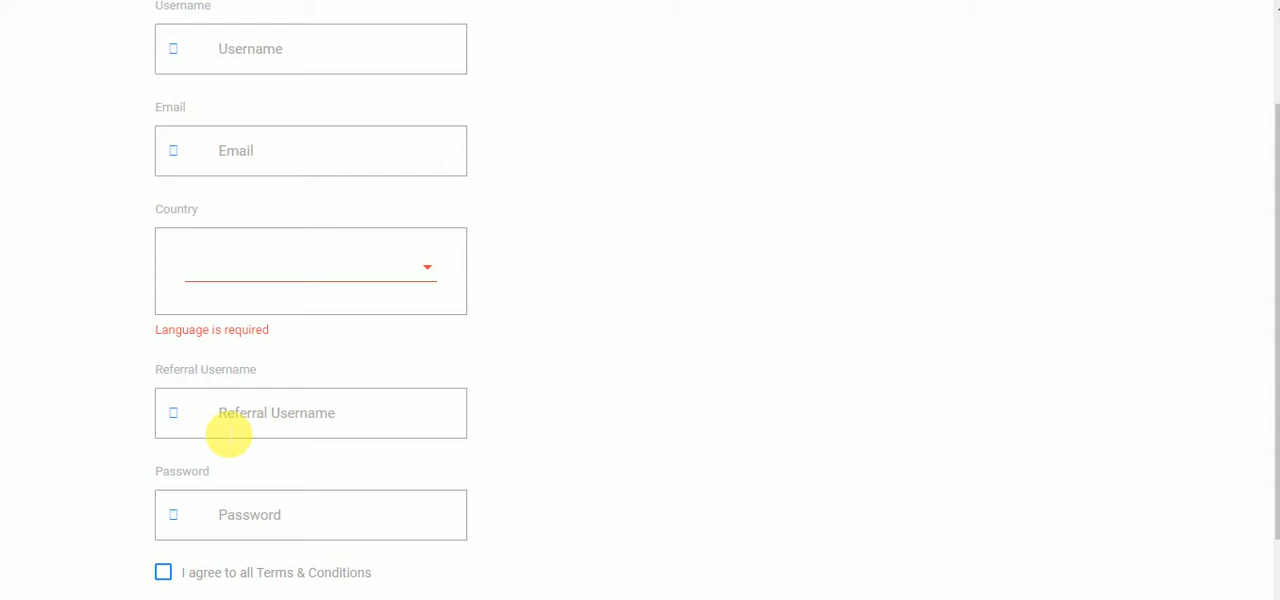 Username
Username
Email
Email
Country
Language is required
Referral Username
Referral Username
Password
Password
I agree to all Terms & Conditions